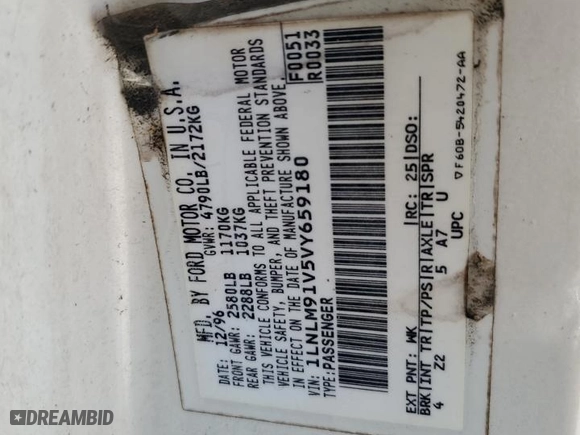 MFD. BY FORD MOTOR CO. IN U.S.A.
DATE: 12/96 GVWR: 4790LB/2172KG
FRONT GAWR: 2580LB 1170KG
REAR GAWR: 2288LB 1037KG
THIS VEHICLE CONFORMS TO ALL APPLICABLE FEDERAL MOTOR
VEHICLE SAFETY, BUMPER, AND THEFT PREVENTION STANDARDS
IN EFFECT ON THE DATE OF MANUFACTURE SHOWN ABOVE.
VIN: 1LNLM91V5VY659180 F0051
TYPE:PASSENGER R0033
EXT PNT: WK RC: 25 DSO:
BRK INT TR TP/PS R AXLE TR SPR
4 Z2 5 A7 U
UPC
▽F60B-5420472-AA
DREAMBID